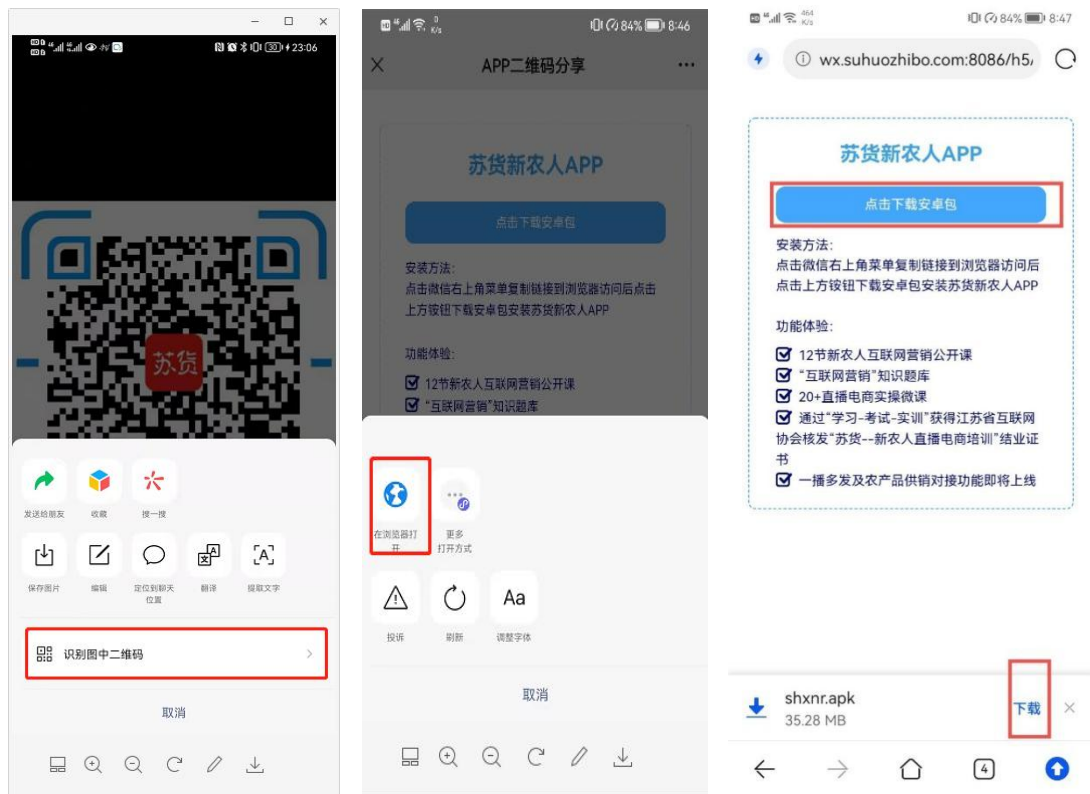 23:06
苏货
发送给朋友
收藏
搜一搜
保存图片
编辑
定位到聊天
位置
翻译
提取文字
识别图中二维码
取消
0
K/s
84%
8:46
APP二维码分享
苏货新农人APP
点击下载安卓包
安装方法:
点击微信右上角菜单复制链接到浏览器访问后点击
上方按钮下载安卓包安装苏货新农人APP
功能体验:
12节新农人互联网营销公开课
“互联网营销”知识题库
在浏览器打
开
更多
打开方式
投诉
刷新
Aa
调整字体
取消
464
K/s
84%
8:47
wx.suhuozhibo.com:8086/h5/
苏货新农人APP
点击下载安卓包
安装方法:
点击微信右上角菜单复制链接到浏览器访问后
点击上方按钮下载安卓包安装苏货新农人APP
功能体验:
12节新农人互联网营销公开课
“互联网营销”知识题库
20+直播电商实操微课
通过“学习-考试-实训”获得江苏省互联网
协会核发“苏货--新农人直播电商培训”结业证
书
一播多发及农产品供销对接功能即将上线
shxnr.apk
35.28 MB
下载
4